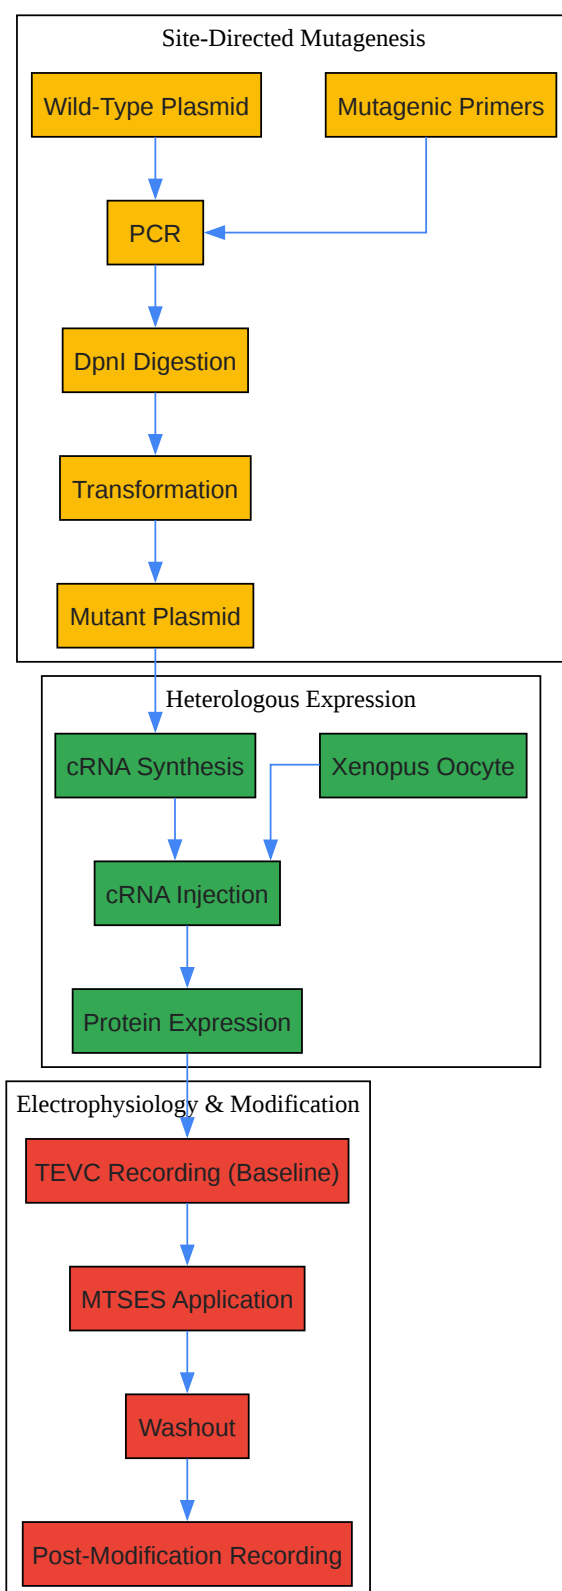 Site-Directed Mutagenesis
Wild-Type Plasmid
Mutagenic Primers
PCR
DpnI Digestion
Transformation
Mutant Plasmid
Heterologous Expression
cRNA Synthesis
Xenopus Oocyte
cRNA Injection
Protein Expression
Electrophysiology & Modification
TEVC Recording (Baseline)
MTSES Application
Washout
Post-Modification Recording